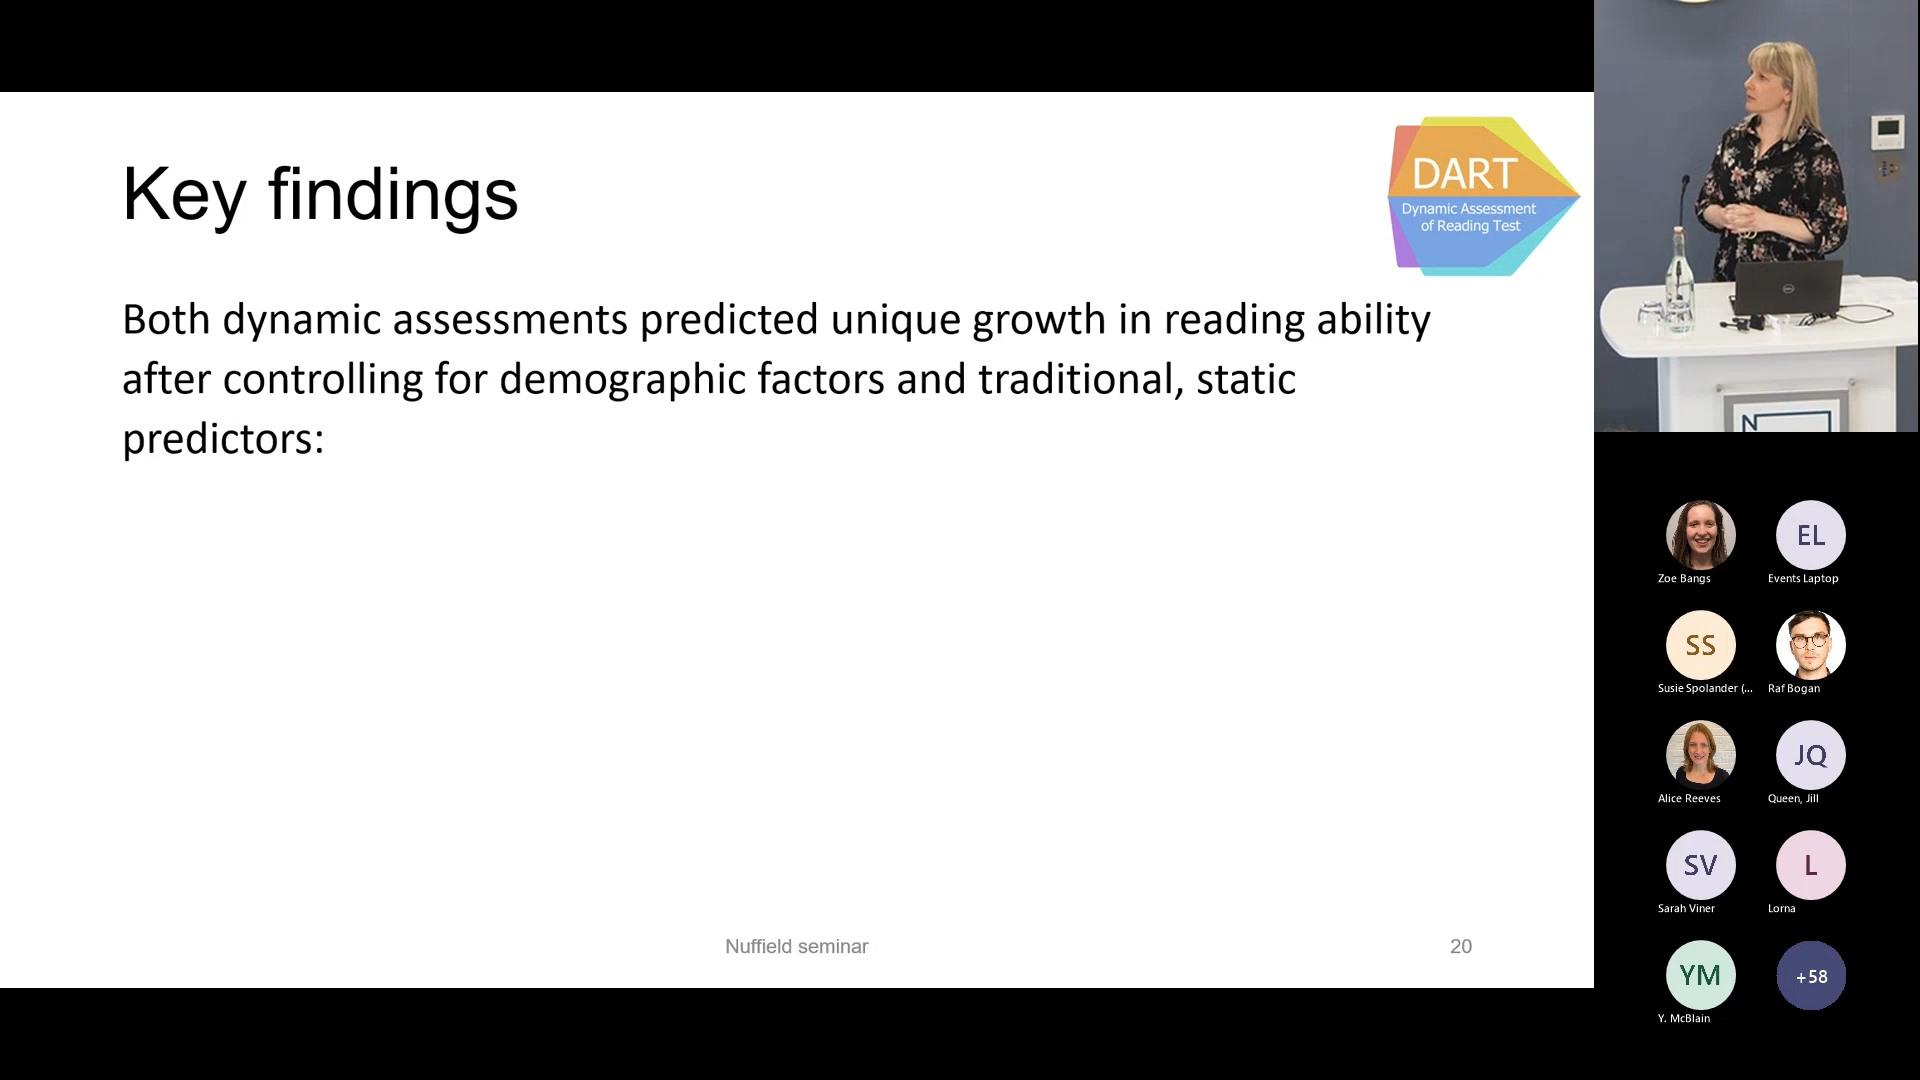 Key findings
DART
Dynamic Assessment
of Reading Test
Both dynamic assessments predicted unique growth in reading ability
after controlling for demographic factors and traditional, static
predictors:
Nuffield seminar
20
N
Zoe Bangs
EL
Events Laptop
SS
Susie Spolander (...
Raf Bogan
Alice Reeves
JQ
Queen, Jill
SV
Sarah Viner
L
Lorna
YM
Y. McBlain
+58